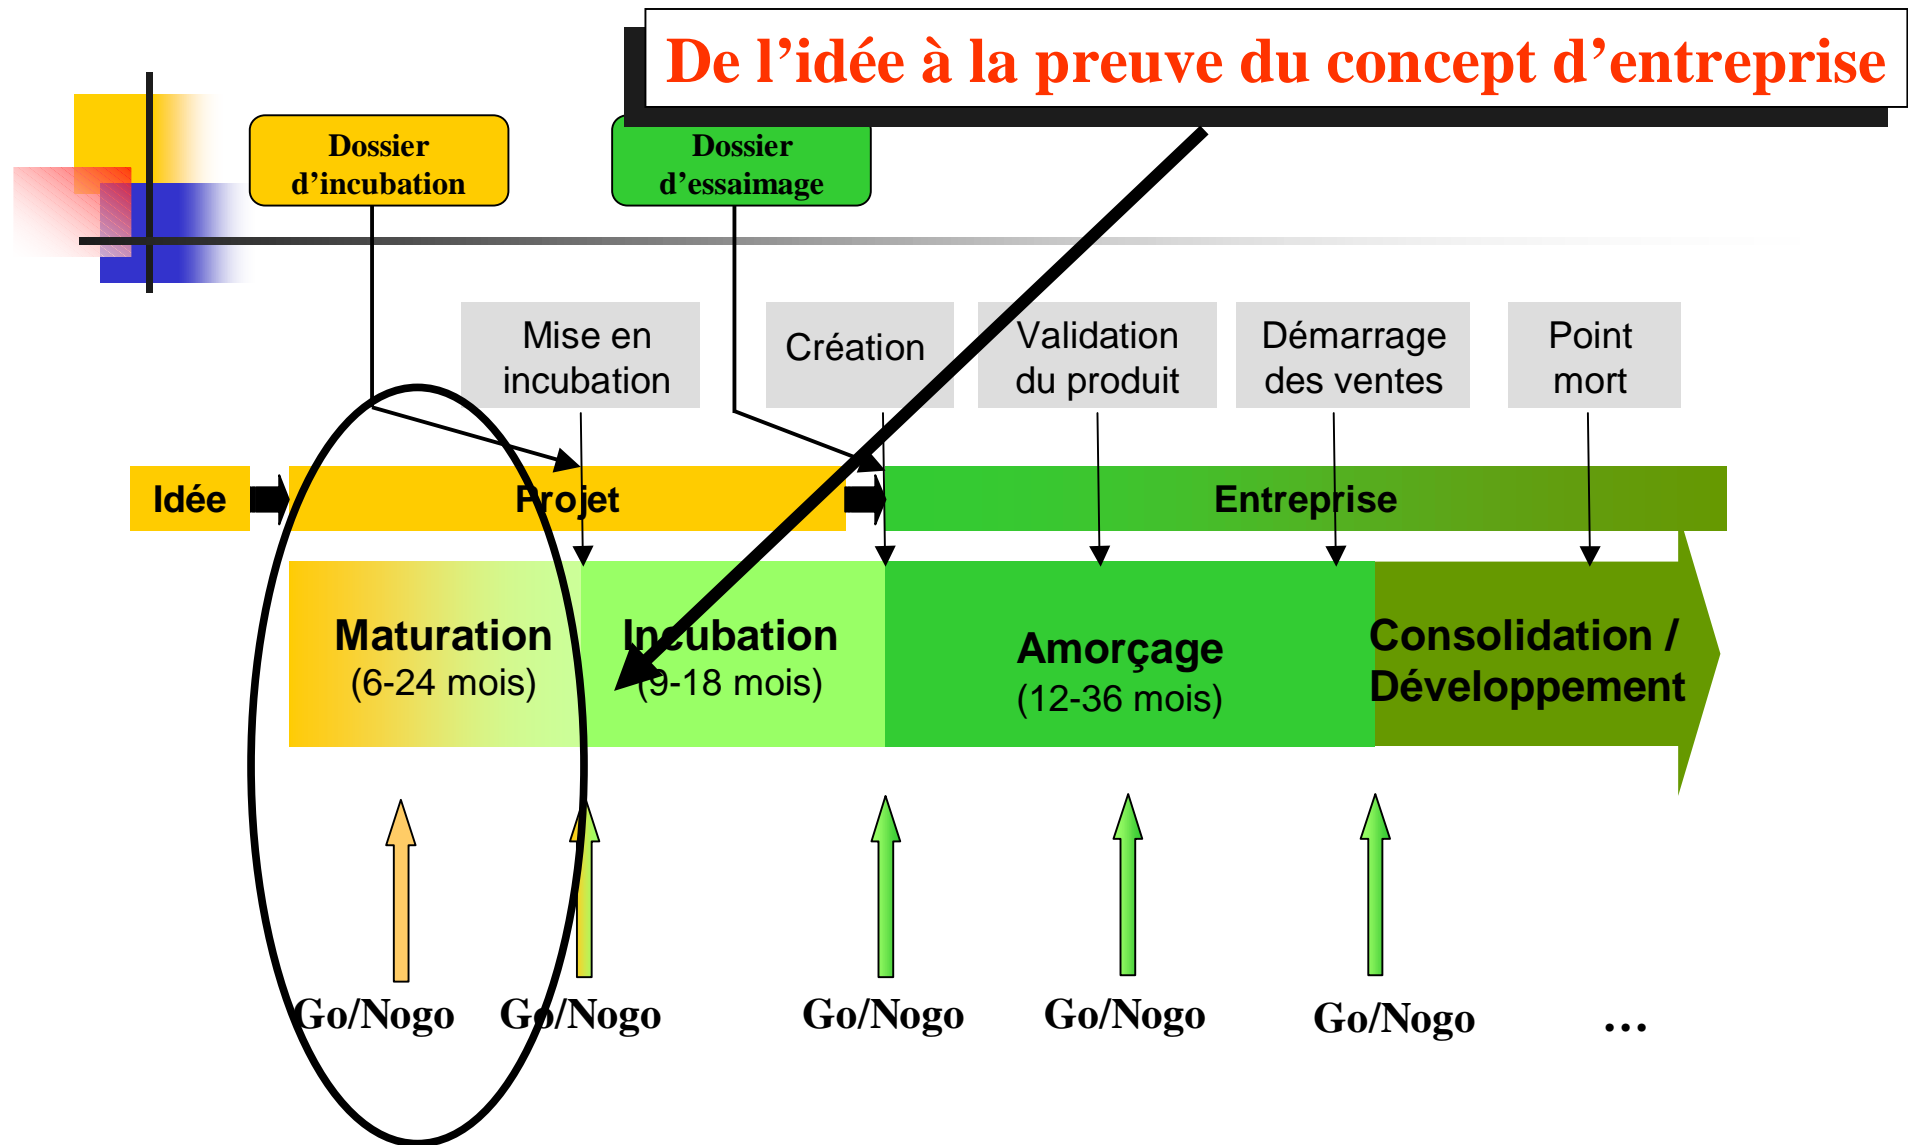 De l’idée à la preuve du concept d’entreprise
Dossier
d’incubation
Dossier
d’essaimage
Mise en
incubation
Création
Validation
du produit
Démarrage
des ventes
Point
mort
Idée
Projet
Entreprise
Maturation
(6-24 mois)
Incubation
(9-18 mois)
Amorçage
(12-36 mois)
Consolidation /
Développement
Go/Nogo
Go/Nogo
Go/Nogo
Go/Nogo
Go/Nogo
…